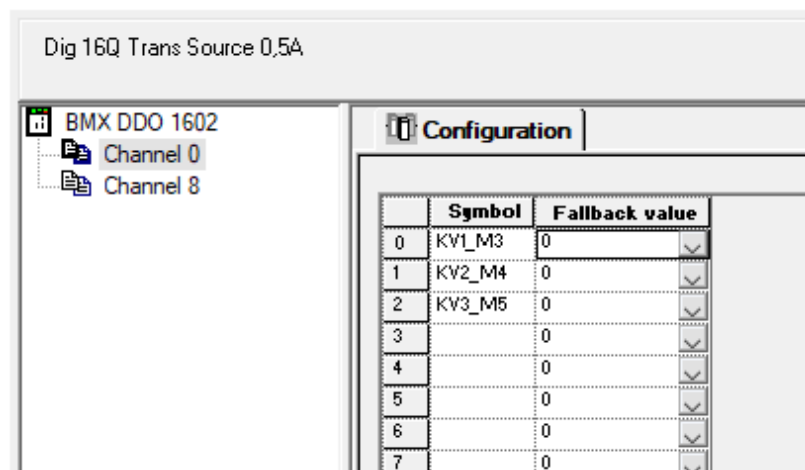 Dig 16Q Trans Source 0,5A
BMX DDO 1602
Channel 0
Channel 8
Configuration
Symbol Fallback value
0 KV1_M3 0
1 KV2_M4 0
2 KV3_M5 0
3 0
4 0
5 0
6 0
7 0